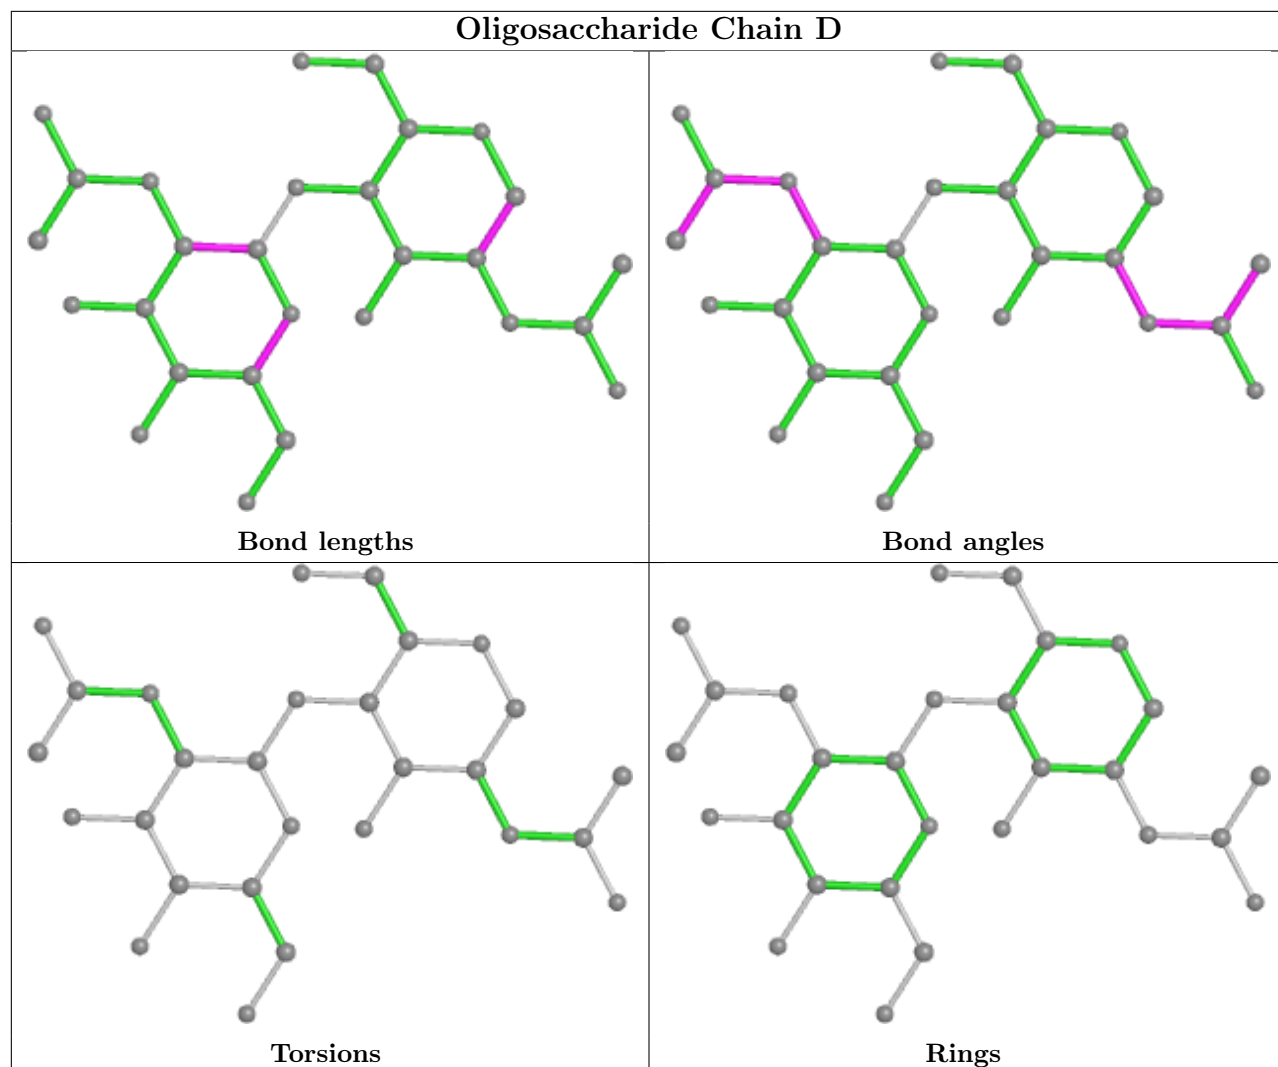 Oligosaccharide Chain D
Bond lengths
Bond angles
Torsions
Rings